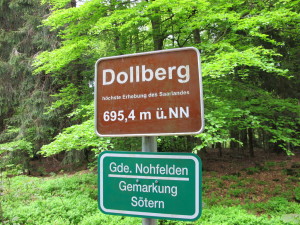 Dollberg
höchste Erhebung des Saarlandes
695,4 m ü.NN
Gde. Nohfelden
Gemarkung
Sötern